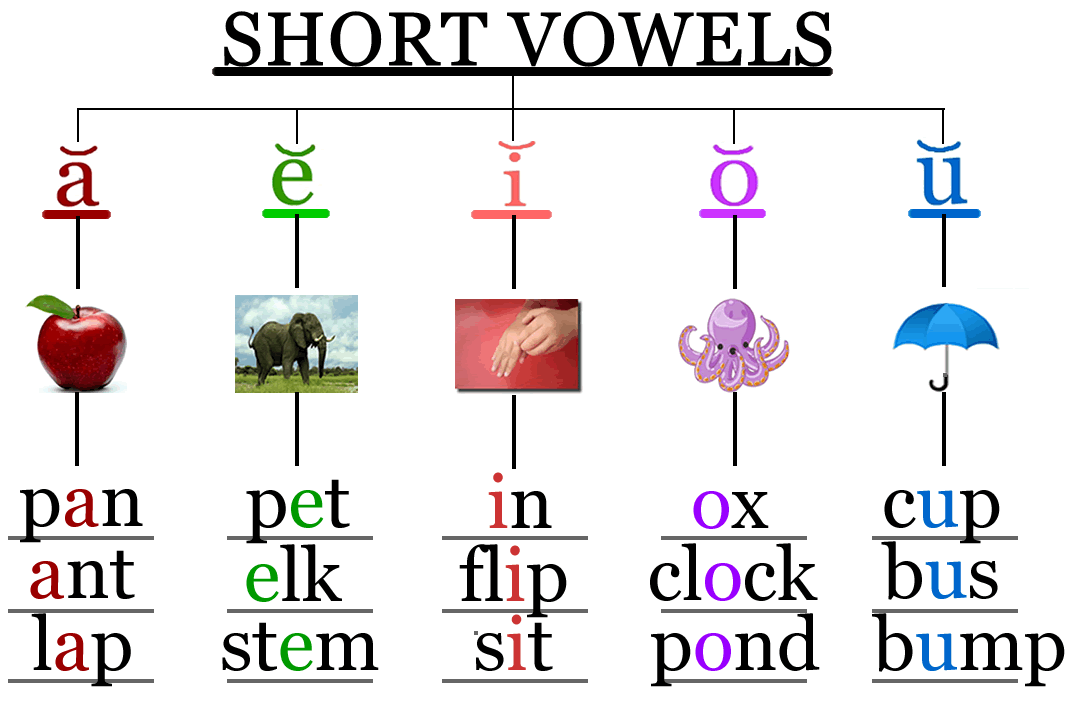 SHORT VOWELS
ă ĕ ĭ ŏ ŭ
pan pet in ox cup
ant elk flip clock bus
lap stem sit pond bump